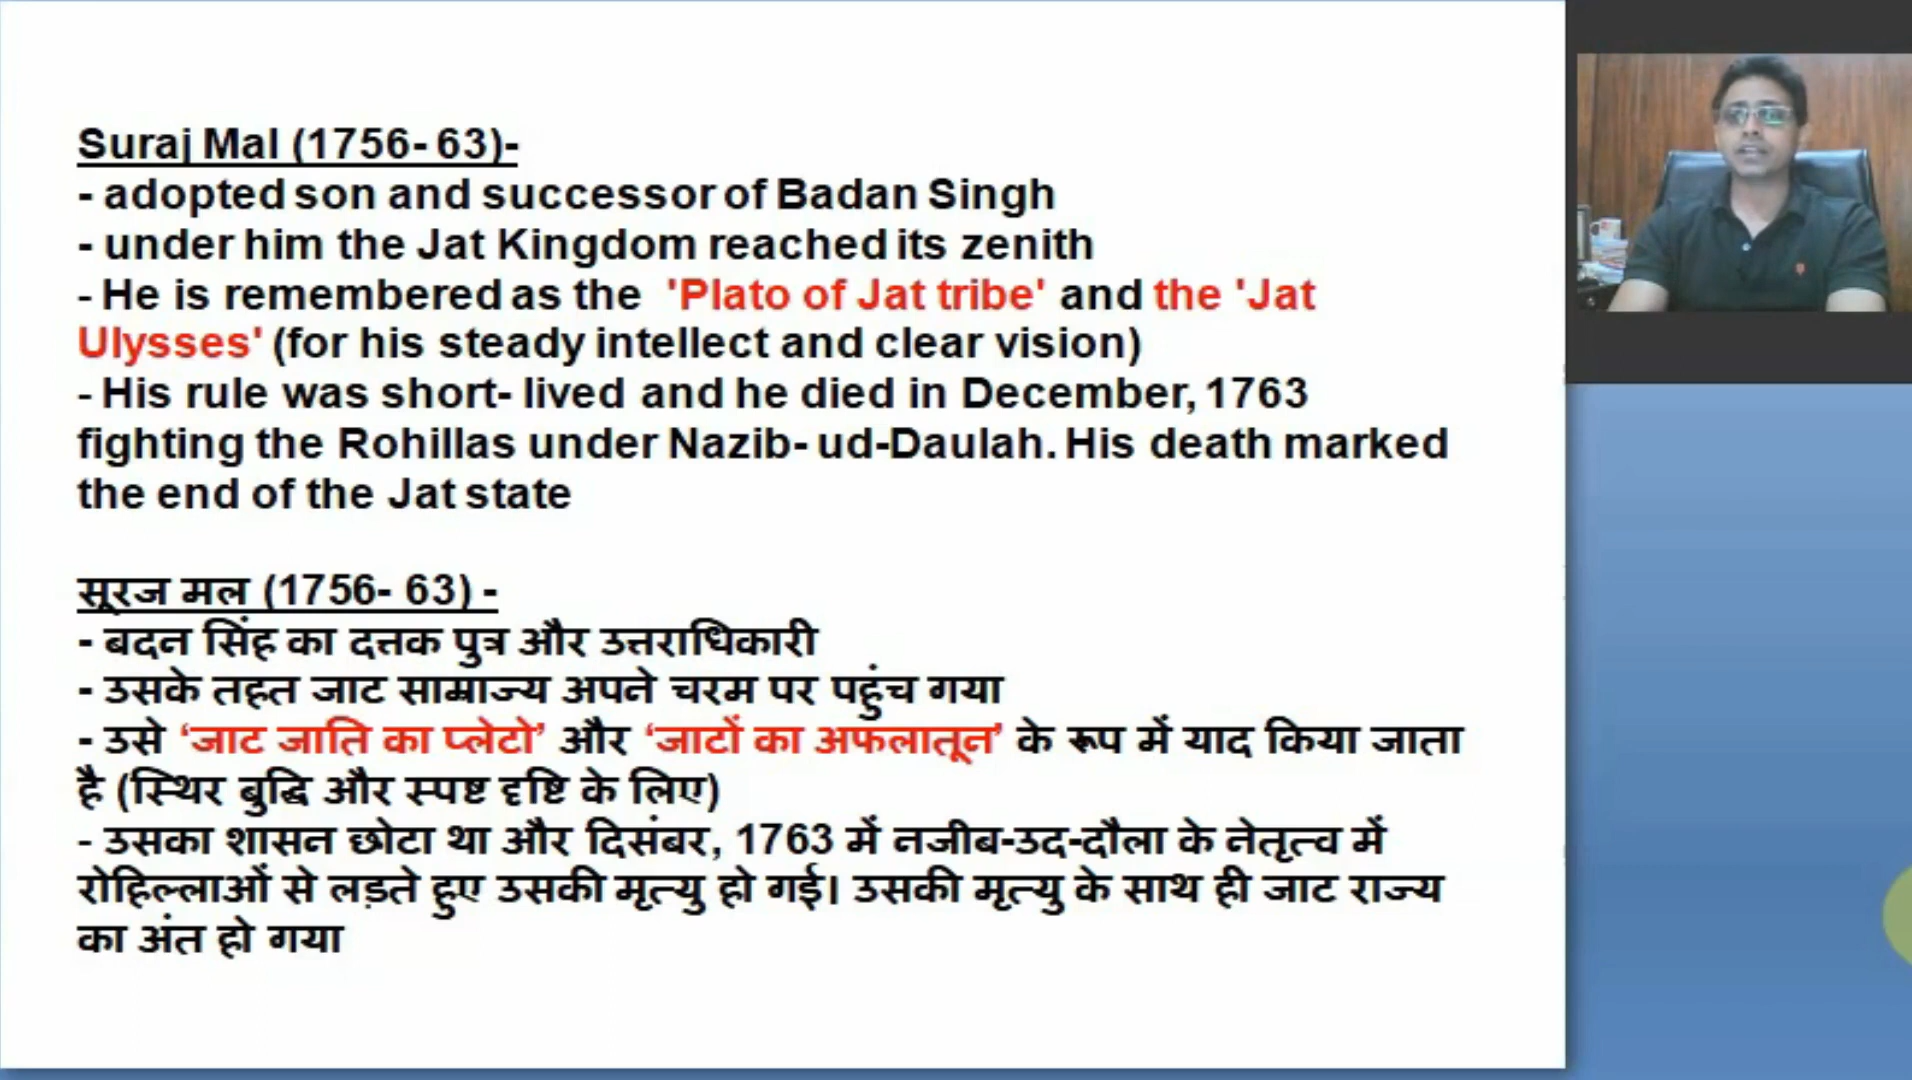 Suraj Mal (1756- 63)-
- adopted son and successor of Badan Singh
- under him the Jat Kingdom reached its zenith
- He is remembered as the 'Plato of Jat tribe' and the 'Jat
Ulysses' (for his steady intellect and clear vision)
- His rule was short- lived and he died in December, 1763
fighting the Rohillas under Nazib- ud-Daulah. His death marked
the end of the Jat state
सूरज मल (1756- 63) -
- बदन सिंह का दत्तक पुत्र और उत्तराधिकारी
- उसके तहत जाट साम्राज्य अपने चरम पर पहुंच गया
- उसे ‘जाट जाति का प्लेटो’ और ‘जाटों का अफलातून’ के रूप में याद किया जाता
है (स्थिर बुद्धि और स्पष्ट दृष्टि के लिए)
- उसका शासन छोटा था और दिसंबर, 1763 में नजीब-उद-दौला के नेतृत्व में
रोहिल्लाओं से लड़ते हुए उसकी मृत्यु हो गई। उसकी मृत्यु के साथ ही जाट राज्य
का अंत हो गया